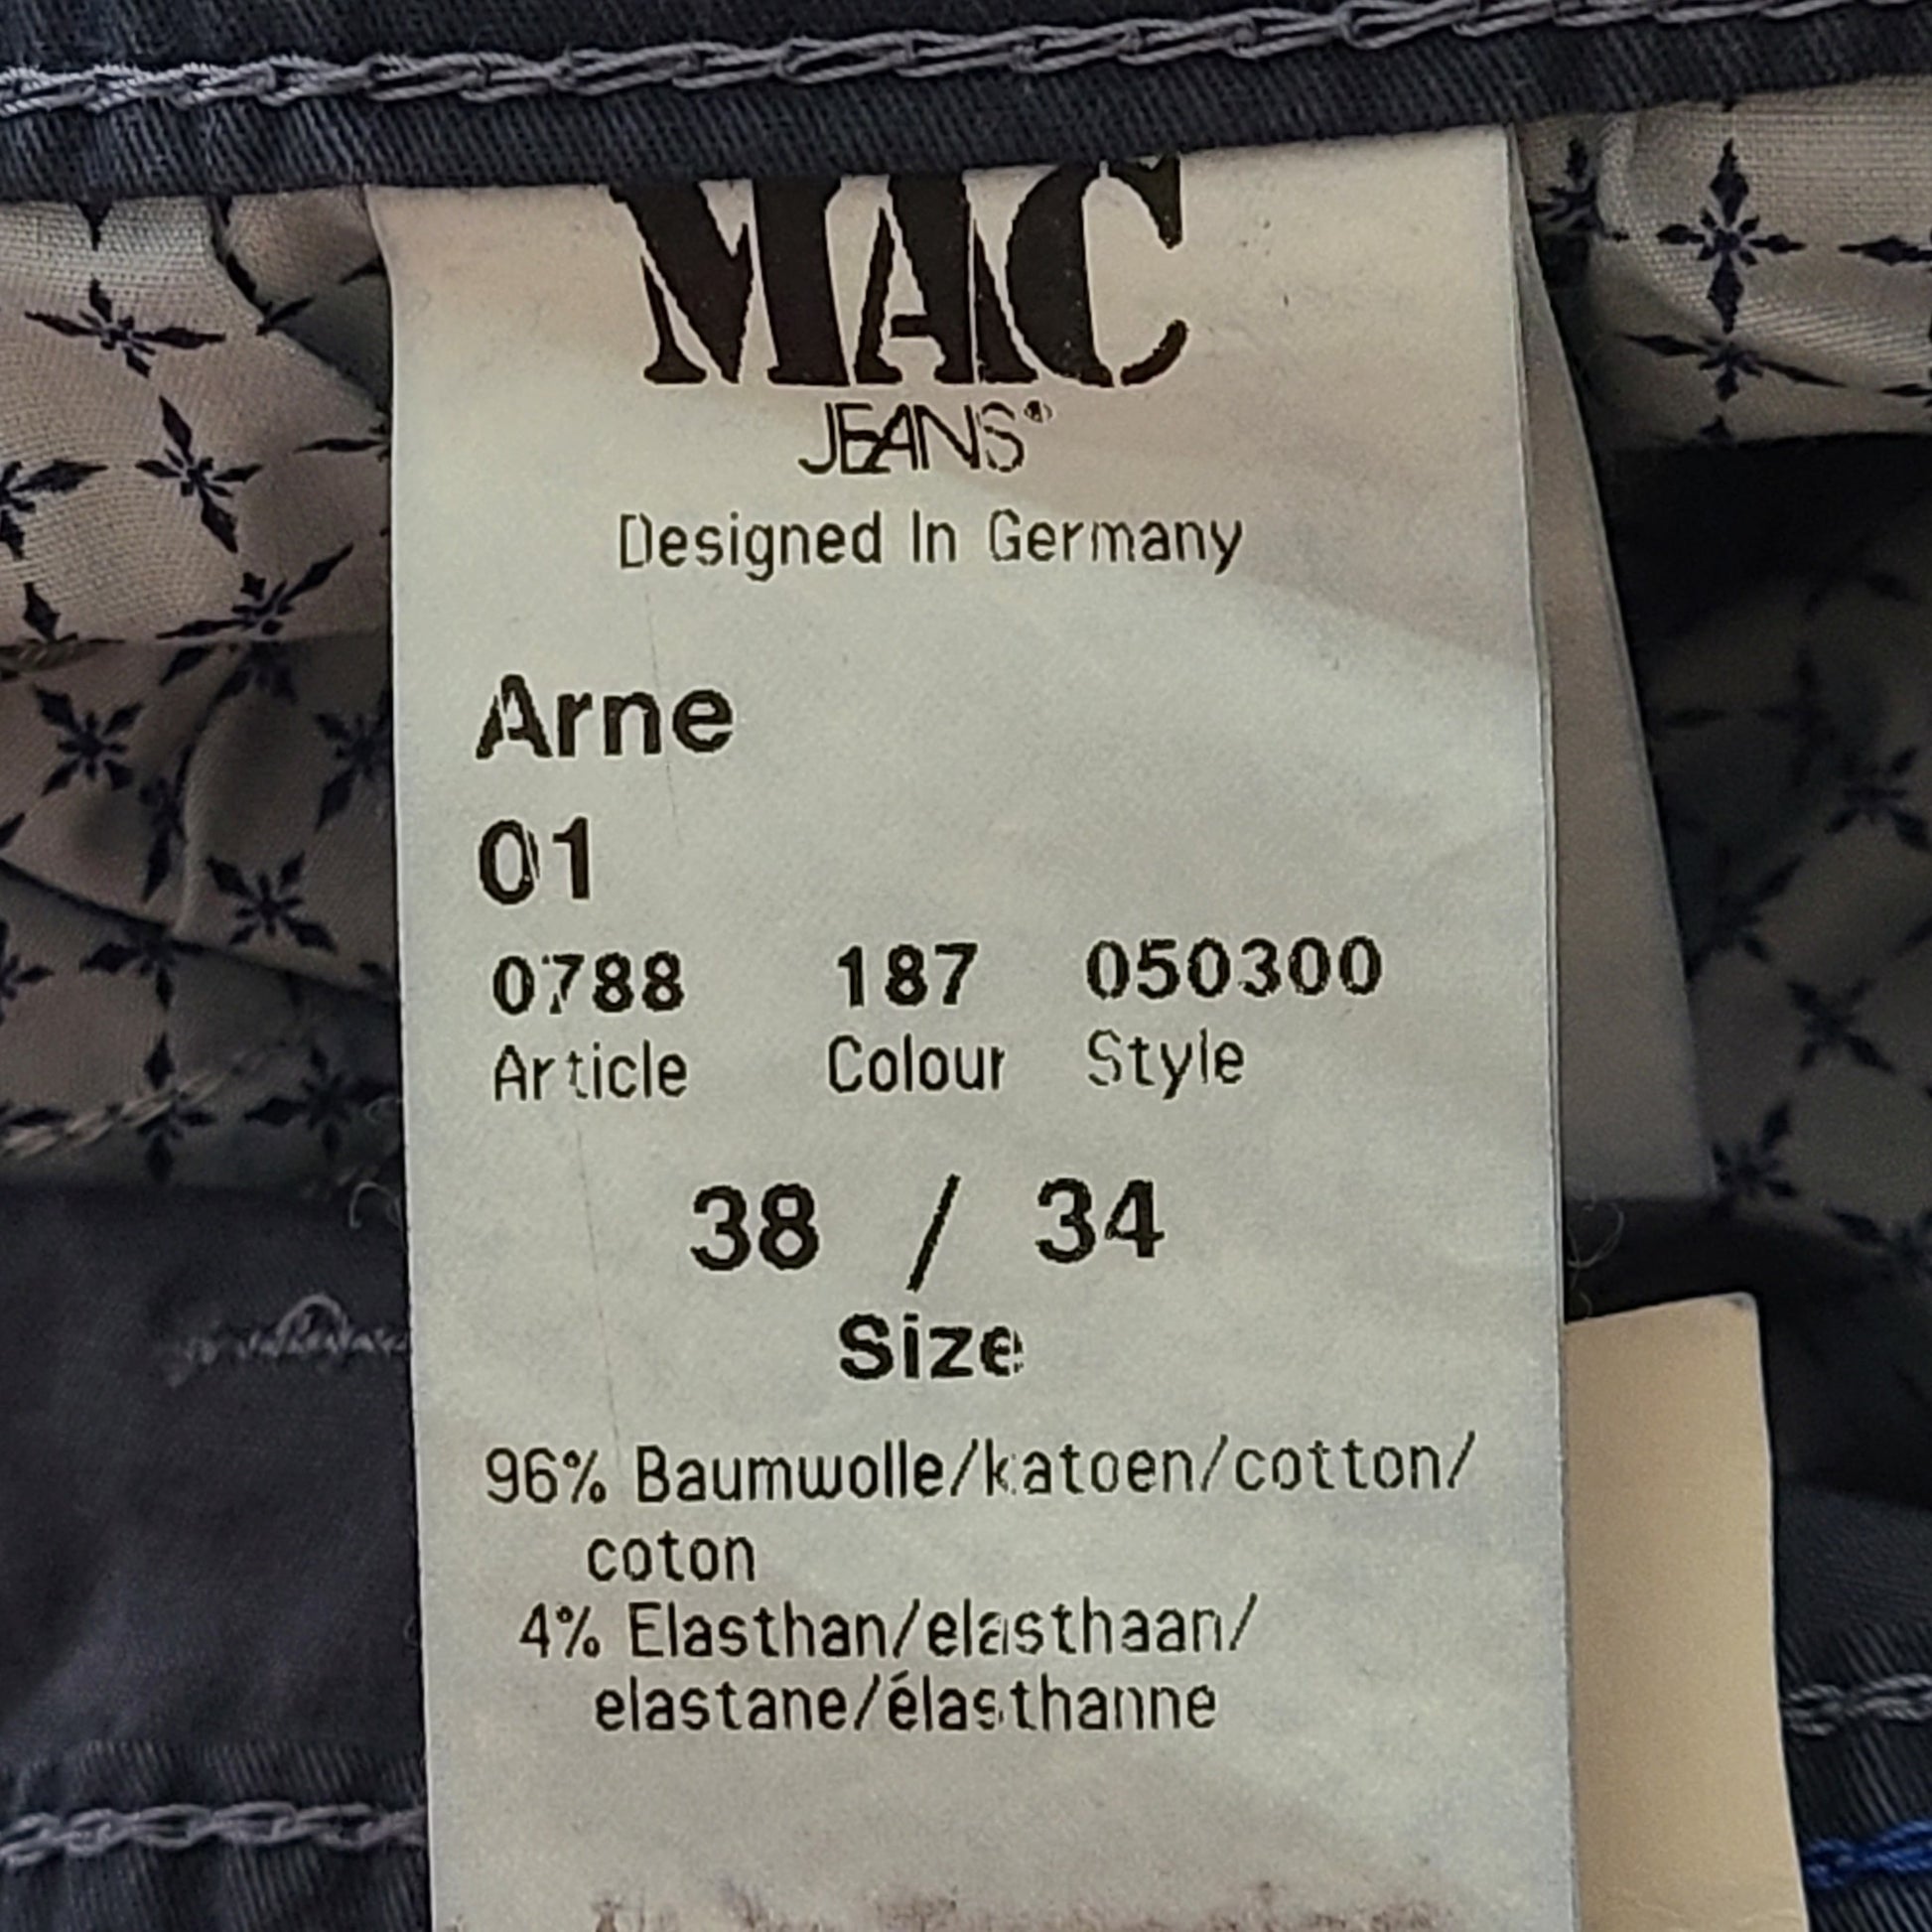 MAC
JEANS®
Designed In Germany
Arne
01
0788 187 050300
Article Colour Style
38 / 34
Size
96% Baumwolle/katoen/cotton/
coton
4% Elasthan/elasthaan/
elastane/élasthanne